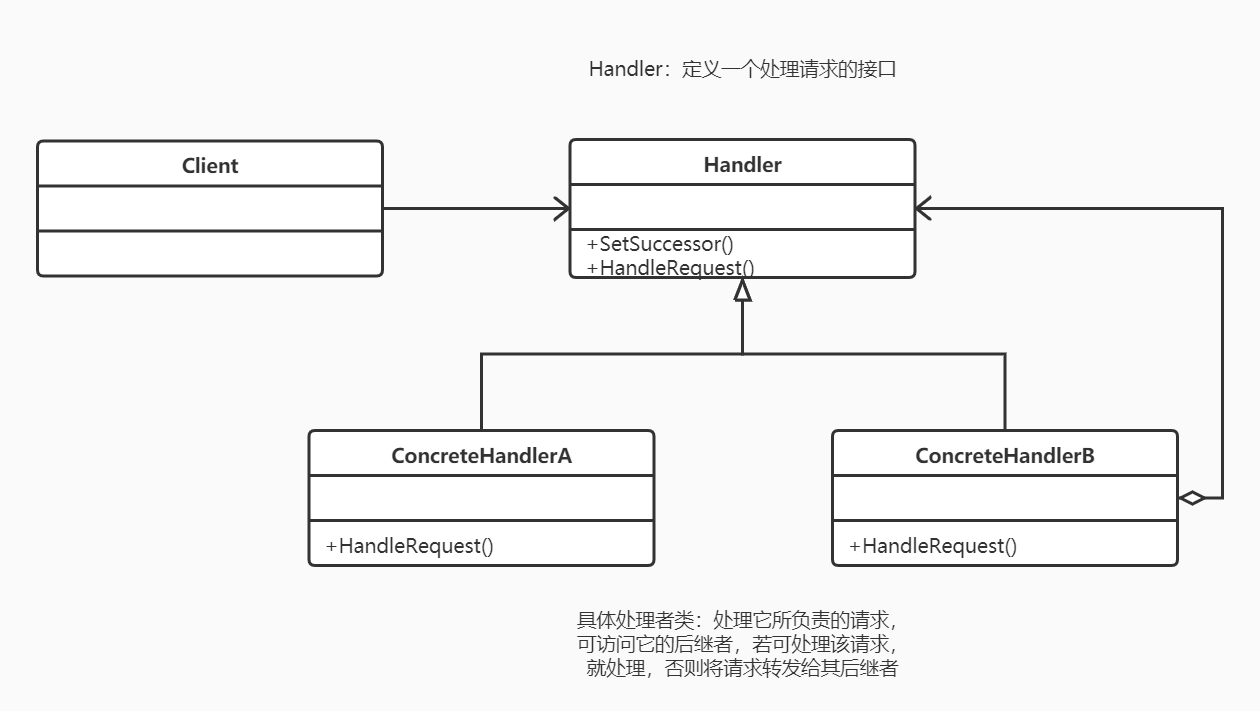 Handler：定义一个处理请求的接口
Client
Handler
+SetSuccessor()
+HandleRequest()
ConcreteHandlerA
+HandleRequest()
ConcreteHandlerB
+HandleRequest()
具体处理者类：处理它所负责的请求，
可访问它的后继者，若可处理该请求，
就处理，否则将请求转发给其后继者